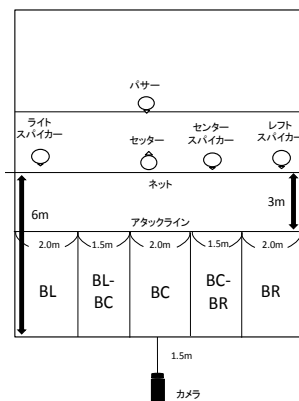 パサー
ライト
スパイカー
セッター
センター
スパイカー
レフト
スパイカー
ネット
6m
3m
アタックライン
2.0m
1.5m
2.0m
1.5m
2.0m
BL
BL-
BC
BC
BC-
BR
BR
1.5m
カメラ